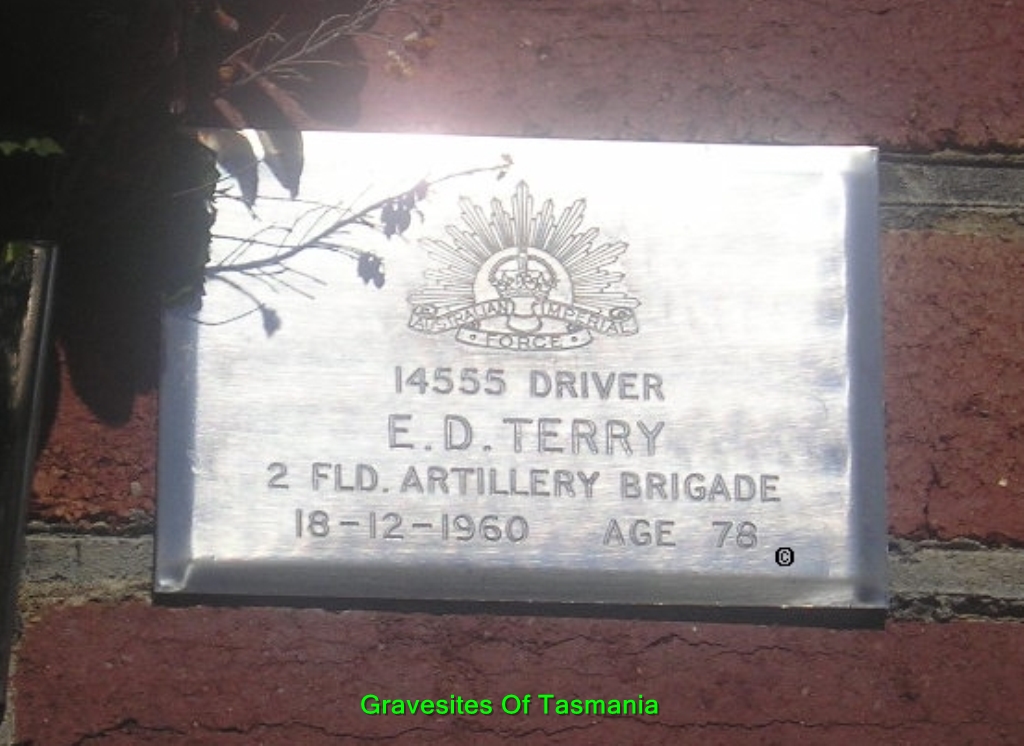 AUSTRALIAN IMPERIAL
FORCE
14555 DRIVER
E.D. TERRY
2 FLD. ARTILLERY BRIGADE
18-12-1960 AGE 78
©
Gravesites Of Tasmania